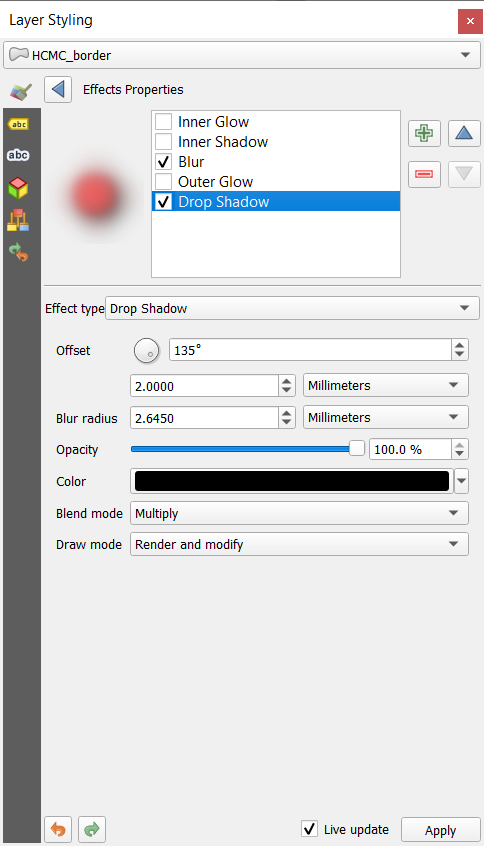 Layer Styling
HCMC_border
Effects Properties
abc
abc
Inner Glow
Inner Shadow
Blur
Outer Glow
Drop Shadow
Effect type Drop Shadow
Offset 135°
2.0000 Millimeters
Blur radius 2.6450 Millimeters
Opacity 100.0 %
Color
Blend mode Multiply
Draw mode Render and modify
Live update Apply